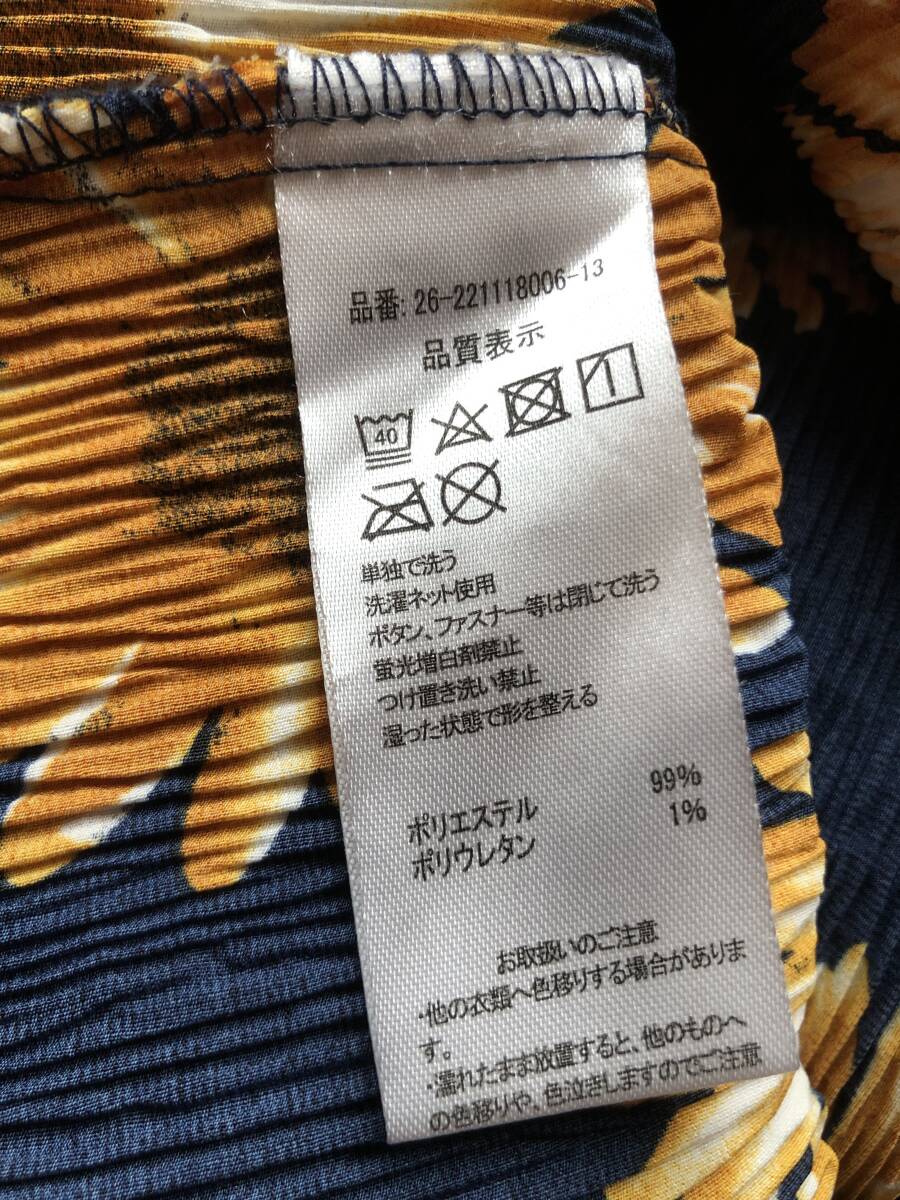 品番:26-221118006-13
品質表示
40
単独で洗う
洗濯ネット使用
ボタン、ファスナー等は閉じて洗う
蛍光増白剤禁止
つけ置き洗い禁止
湿った状態で形を整える
ポリエステル 99%
ポリウレタン 1%
お取扱いのご注意
・他の衣類へ色移りする場合がありま
す。
・濡れたまま放置すると、他のものへ
の色移りや、色泣きしますのでご注意